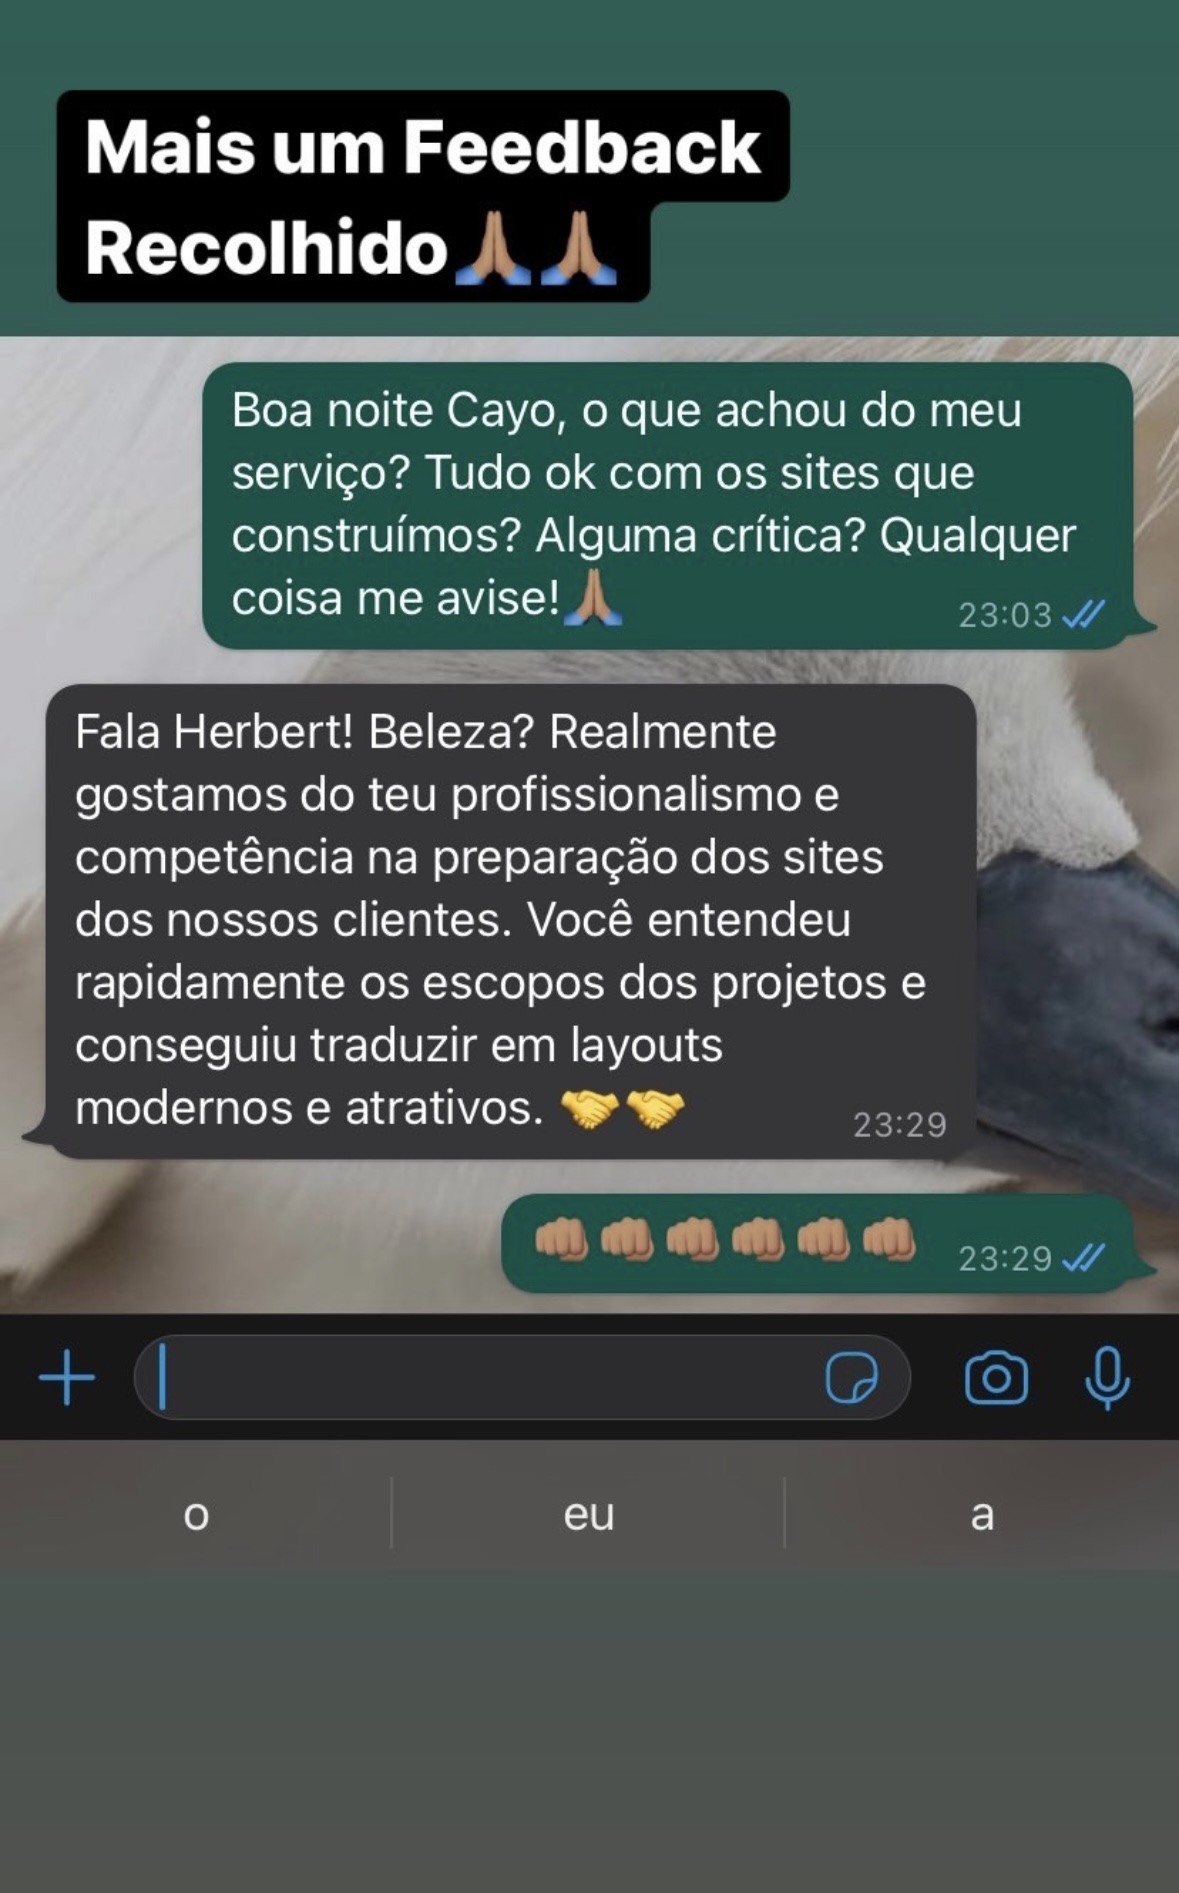 Mais um Feedback
Recolhido🙏🏽🙏🏽
Boa noite Cayo, o que achou do meu
serviço? Tudo ok com os sites que
construímos? Alguma crítica? Qualquer
coisa me avise!🙏🏽
23:03
Fala Herbert! Beleza? Realmente
gostamos do teu profissionalismo e
competência na preparação dos sites
dos nossos clientes. Você entendeu
rapidamente os escopos dos projetos e
conseguiu traduzir em layouts
modernos e atrativos. 🤝🤝
23:29
👊🏽👊🏽👊🏽👊🏽👊🏽👊🏽 23:29
o eu a